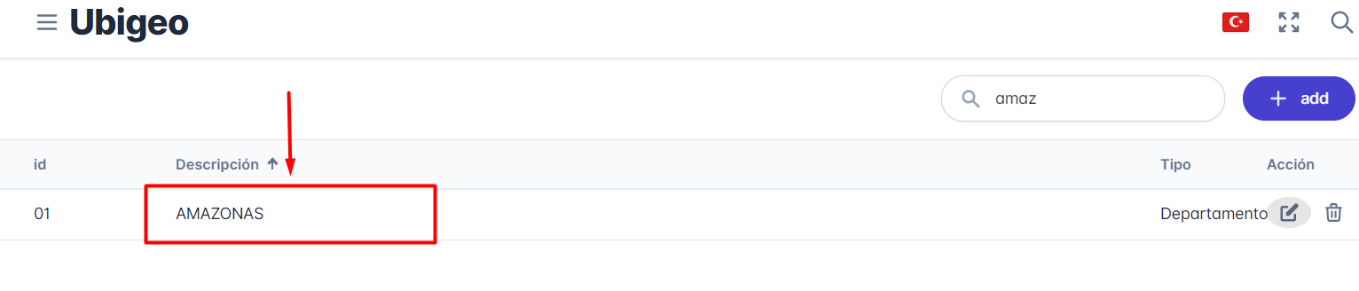 Ubigeo
amaz
add
id Descripción Tipo Acción
01 AMAZONAS Departamento